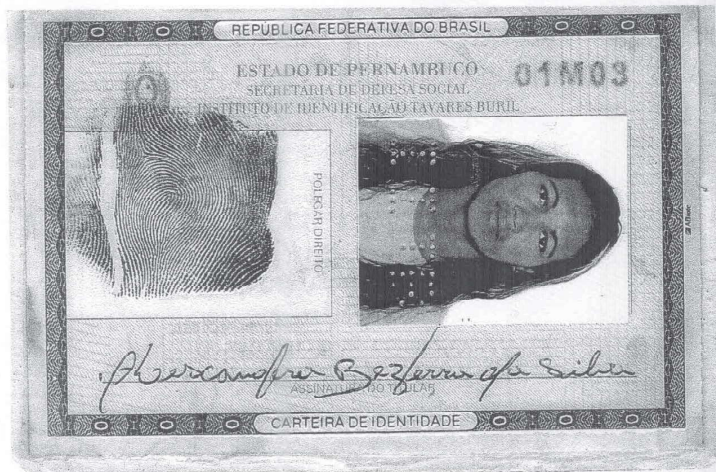 REPÚBLICA FEDERATIVA DO BRASIL
ESTADO DE PERNAMBUCO
01M03
SECRETARIA DE DEFESA SOCIAL
INSTITUTO DE IDENTIFICAÇÃO TAVARES BURIL
POLEGAR DIREITO
Bezerra da Silva
ASSINATURA DO TITULAR
CARTEIRA DE IDENTIDADE